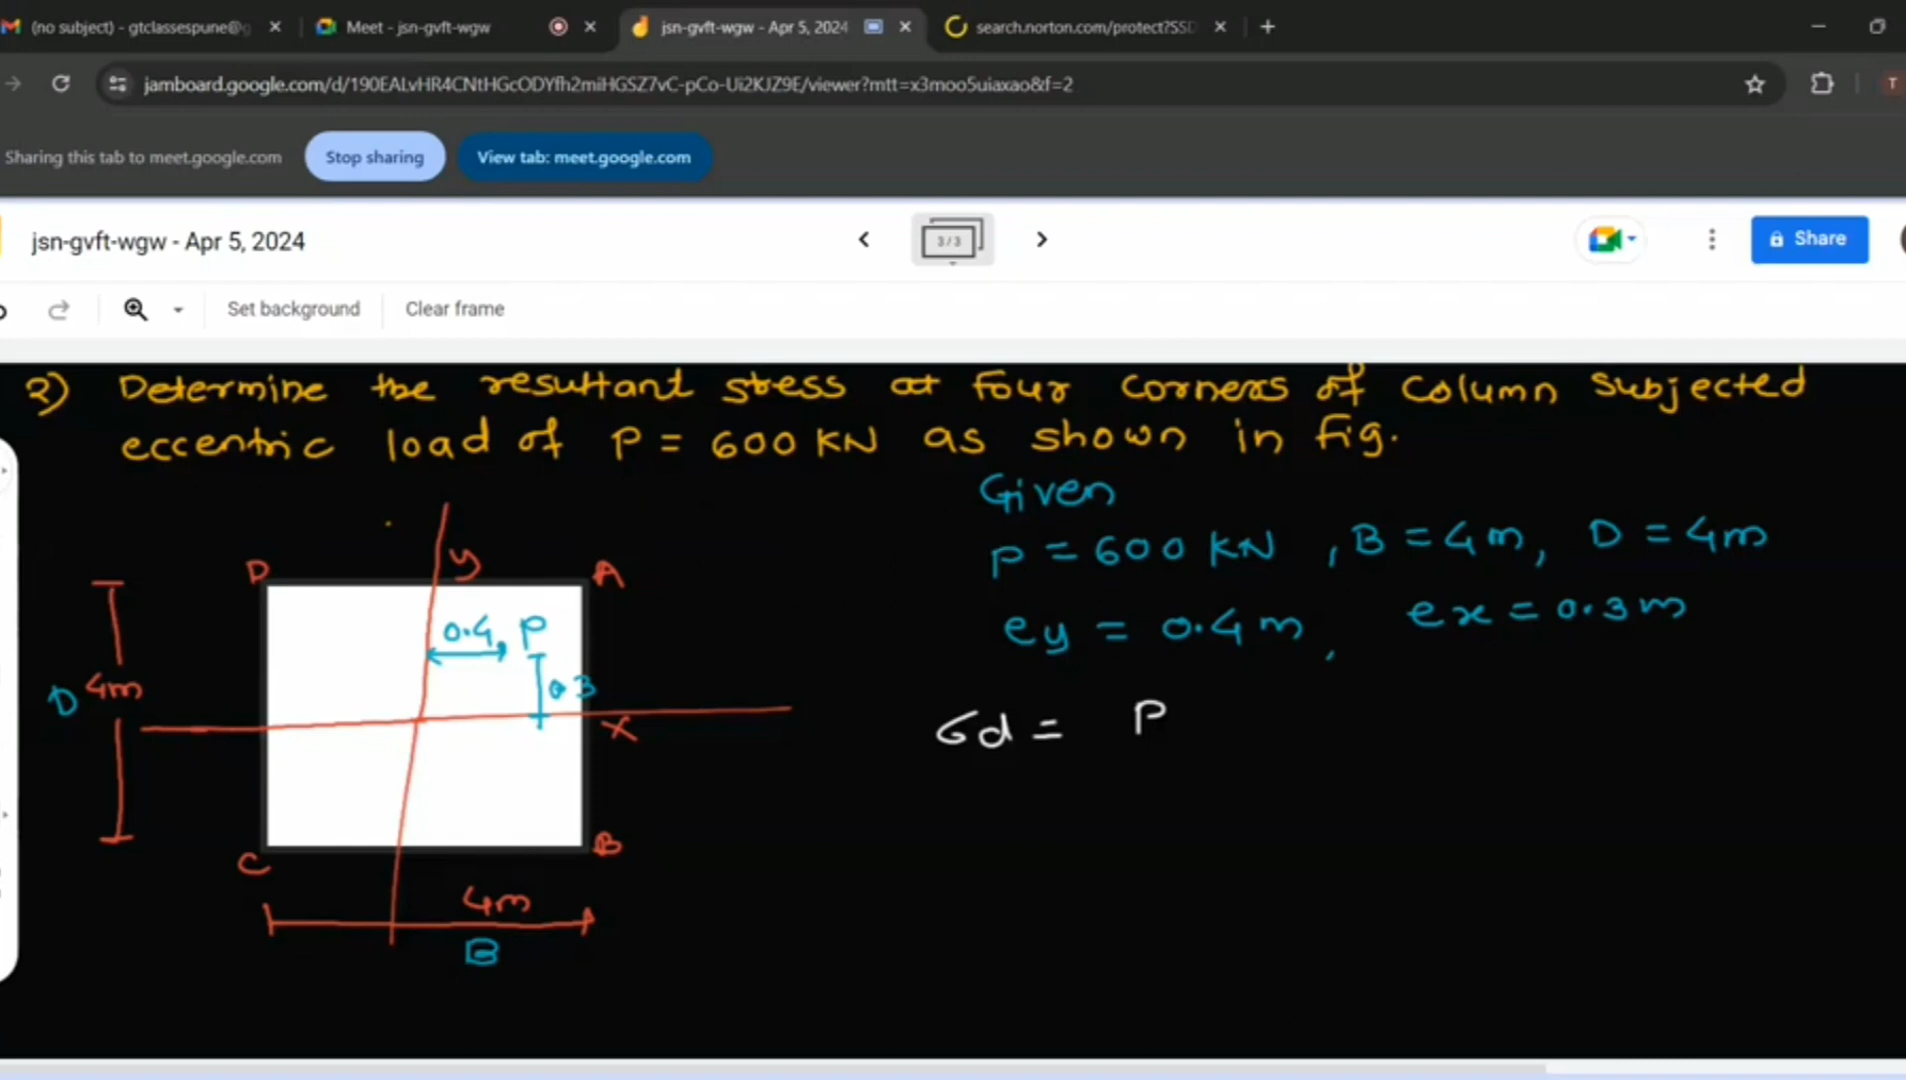 (no subject) - gtclassespune@g
Meet - jsn-gvft-wgw
jsn-gvft-wgw - Apr 5, 2024
search.norton.com/protect?SSD
jamboard.google.com/d/190EALvHR4CNtHGcODYfh2miHGSZ7vC-pCo-Ui2KJZ9E/viewer?mtt=x3moo5uiaxao&f=2
T
Sharing this tab to meet.google.com
Stop sharing
View tab: meet.google.com
jsn-gvft-wgw - Apr 5, 2024
3/3
Share
Set background
Clear frame
2) Determine the resultant stress at four corners of column subjected
eccentric load of P = 600 KN as shown in fig.
Given
P = 600 KN , B = 4m, D = 4m
ey = 0.4m, ex = 0.3m
σd = P
D y A
0.4 P
0.3
D 4m
X
C B
4m
B